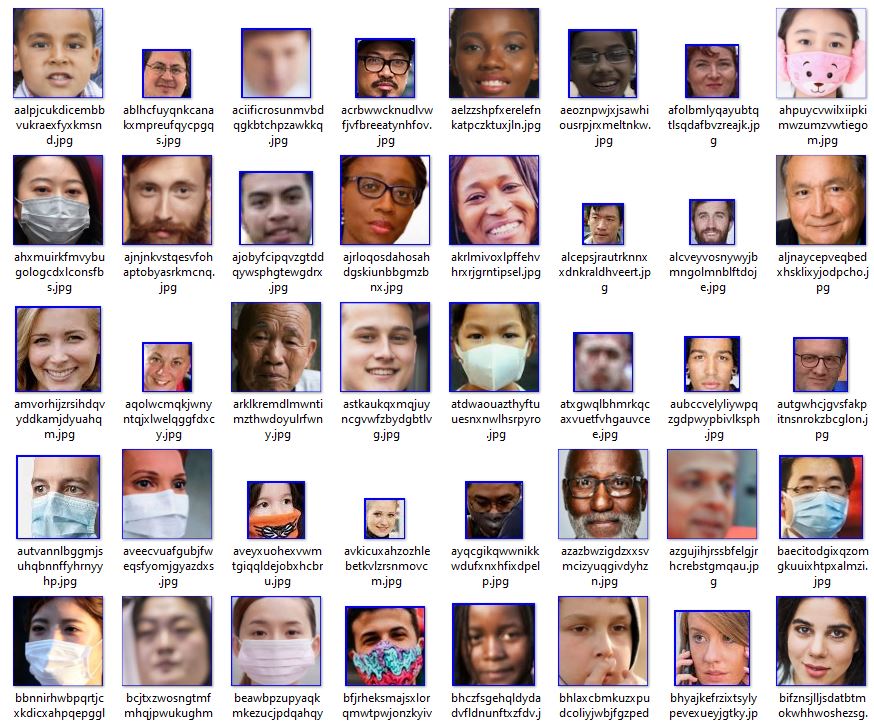 aalpjcukdicembb
vukraexfyxkmsn
d.jpg
ablhcfuyqnkcana
kxmpreufqycpgq
s.jpg
aciificrosunmvbd
qgkbtchpzawkkq
.jpg
acrbwwcknudlvw
fjvfbreeatynhfov.
jpg
aelzzshpfxerelefn
katpczktuxjln.jpg
aeoznpwjxjsawhi
ousrpjrxmeltnkw.
jpg
afolbmlyqayubtq
tlsqdafbvzreajk.jp
g
ahpuycvwilxiipki
mwzumzvwtiego
m.jpg
ahxmuirkfmvybu
gologcdxlconsfb
s.jpg
ajnjnkvstqesvfoh
aptobyasrkmcnq.
jpg
ajobyfcipqvzgtdd
qywsphgtewgdrx
.jpg
ajrloqosdahosah
dgskiunbbgmzb
nx.jpg
akrlmivoxlpffehv
hrxrjgrntipsel.jpg
alcepsjrautrknnx
xdnkraldhveert.jp
g
alcveyvosnywyjb
mngolmnblftdoj
e.jpg
aljnaycepveqbed
xhsklixyjodpcho.j
pg
amvorhijzrsihdqv
yddkamjdyuahq
m.jpg
aqolwcmqkjwny
ntqjxlwelqggfdxc
y.jpg
arklkremdlmwnti
mzthwdoyulrfwn
y.jpg
astkaukqxmqjuy
ncgvwfzbydgbtlv
g.jpg
atdwaouazthyftu
uesnxnwlhsrpyro
.jpg
atxgwqlbhmrkqc
axvuetfvhgauvce
e.jpg
aubccvelyliywpq
zgdpwypbivlksph
.jpg
autgwhcjgvsfakp
itnsnrokzbcglon.j
pg
autvannlbggmjs
uhqbnnffyhrnyy
hp.jpg
aveecvuafgubjfw
eqsfyomjgyazdxs
.jpg
aveyxuohexvwm
tgiqqldejobxhcbr
u.jpg
avkicuxahzozhle
betkvlzrsnmovc
m.jpg
ayqcgikqwwnikk
wdufxnxhfixdpel
p.jpg
azazbwzigdzxxsv
mcizyuqgivdyhz
n.jpg
azgujihjrssbfelgjr
hcrebstgmqau.jp
g
baecitodgixqzom
gkuuixhtpxalmzi.
jpg
bbnnirhwbpqrtjc
xkdicxahpqepggl
bcjtxzwosngtmf
mhqjpwukughm
beawbpzupyaqk
mkezucjpdqahqy
bfjrheksmajsxlor
qmwtpwjonzkyiv
bhczfsgehqldyda
dvfldnunftxzfdv.j
bhlaxcbmkuzxpu
dcoliyjwbjfgzped
bhyajkefrzixtsyly
pevexueyjgtky.jp
bifznsjlljsdatbtm
okwhhwoshezsg.